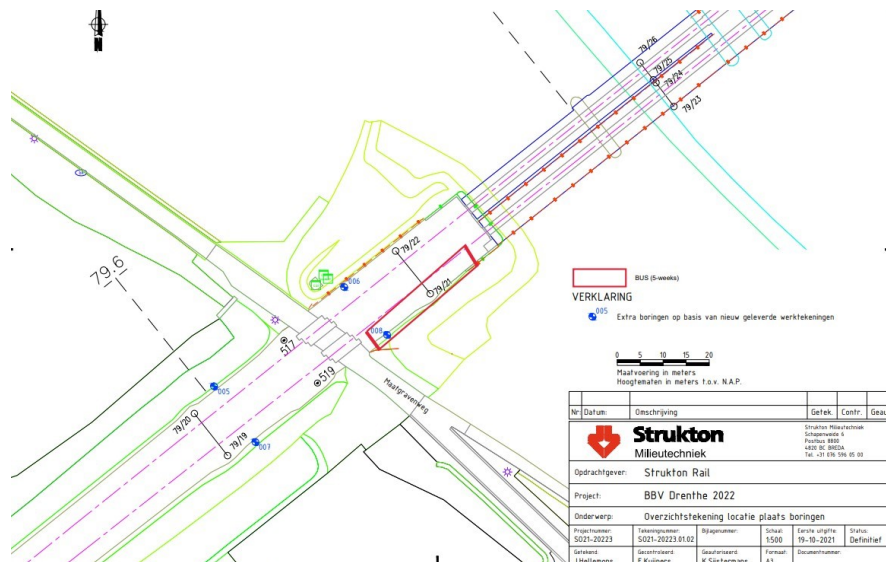 N
79/26
79/25
79/24
79/23
79.6
79/22
79/21
006
008
517
519
005
79/20
79/19
007
Maatgravenweg
BUS (5-weeks)
VERKLARING
005
Extra boringen op basis van nieuw geleverde werktekeningen
0 5 10 15 20
Maatvoering in meters
Hoogtematen in meters t.o.v. N.A.P.
Nr. Datum: Omschrijving Getek. Contr. Geau
Strukton
Milieutechniek
Strukton Milieutechniek
Schapenweide 6
Postbus 8800
4820 BC BREDA
Tel. +31 076 596 05 00
Opdrachtgever: Strukton Rail
Project: BBV Drenthe 2022
Onderwerp: Overzichtstekening locatie plaats boringen
Projectnummer: Tekeningnummer: Bijlagenummer: Schaal: Eerste uitgifte: Status:
SO21-20223 SO21-20223.01.02 1:500 19-10-2021 Definitief
Getekend: Gecontroleerd: Geautoriseerd: Formaat: Documentnummer: